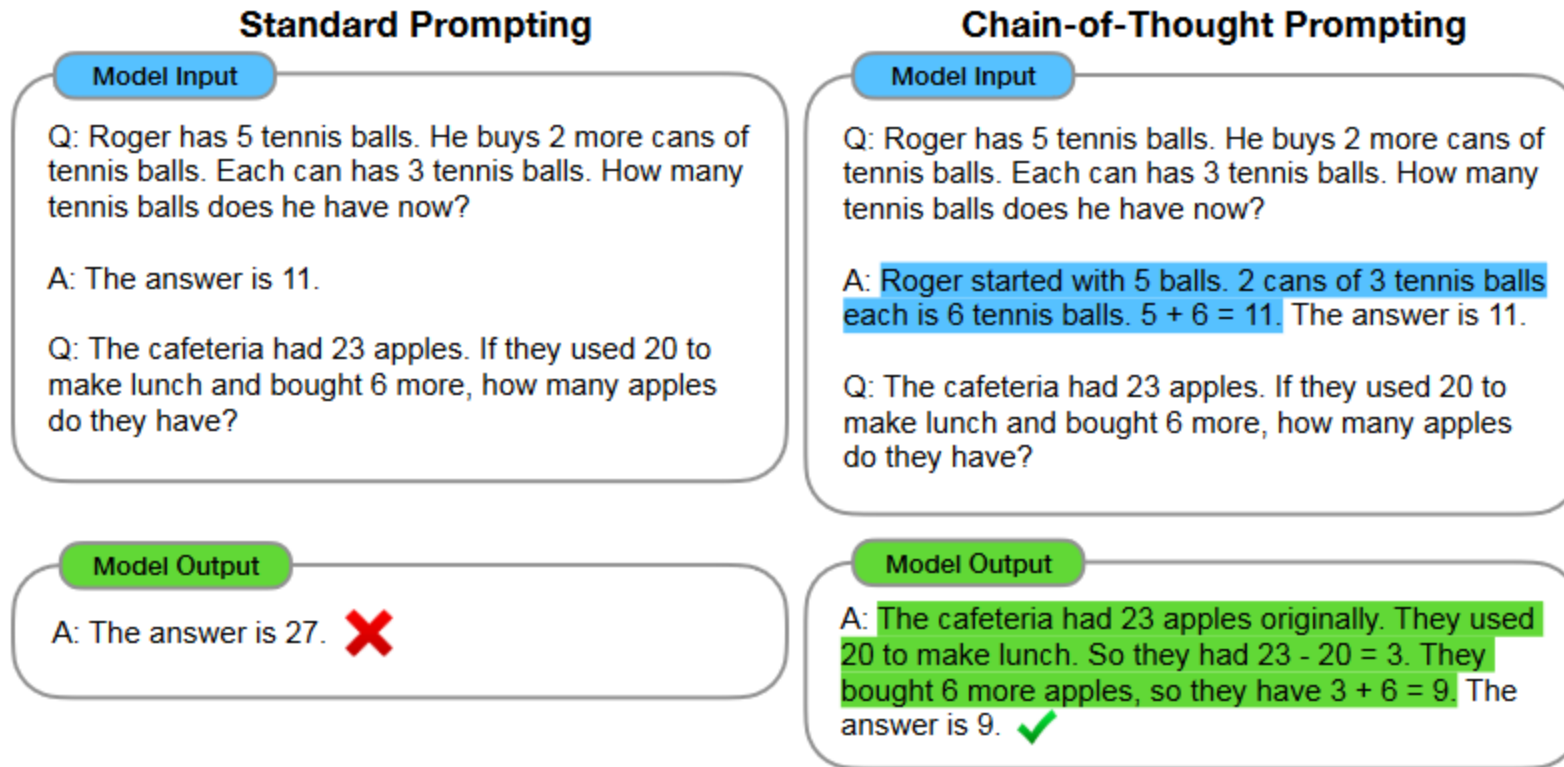 Standard Prompting
Model Input
Q: Roger has 5 tennis balls. He buys 2 more cans of
tennis balls. Each can has 3 tennis balls. How many
tennis balls does he have now?
A: The answer is 11.
Q: The cafeteria had 23 apples. If they used 20 to
make lunch and bought 6 more, how many apples
do they have?
Model Output
A: The answer is 27.
Chain-of-Thought Prompting
Model Input
Q: Roger has 5 tennis balls. He buys 2 more cans of
tennis balls. Each can has 3 tennis balls. How many
tennis balls does he have now?
A: Roger started with 5 balls. 2 cans of 3 tennis balls
each is 6 tennis balls. 5 + 6 = 11. The answer is 11.
Q: The cafeteria had 23 apples. If they used 20 to
make lunch and bought 6 more, how many apples
do they have?
Model Output
A: The cafeteria had 23 apples originally. They used
20 to make lunch. So they had 23 - 20 = 3. They
bought 6 more apples, so they have 3 + 6 = 9. The
answer is 9.